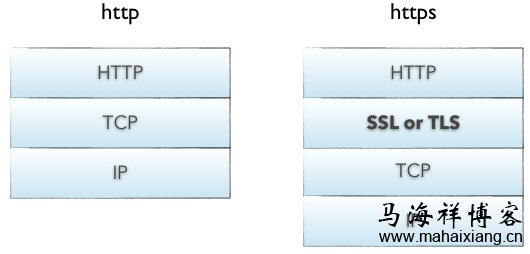 http
HTTP
TCP
IP
https
HTTP
SSL or TLS
TCP
马海祥博客
www.mahaixiang.cn